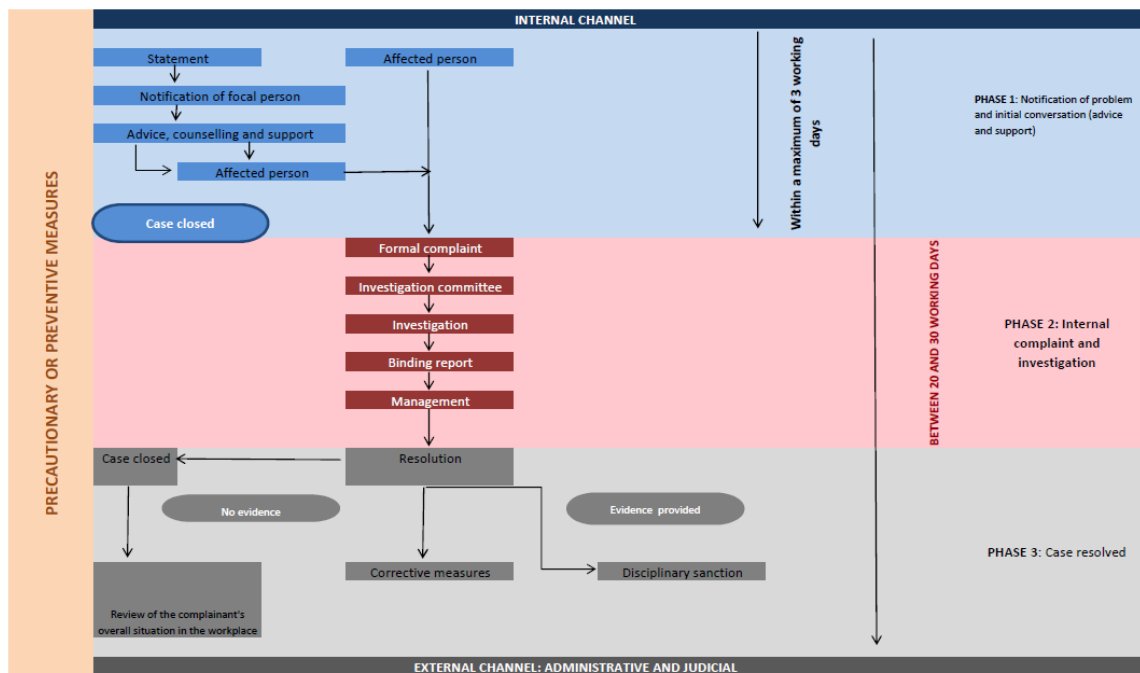 INTERNAL CHANNEL
PRECAUTIONARY OR PREVENTIVE MEASURES
Statement
Affected person
Notification of focal person
Advice, counselling and support
Affected person
Case closed
Within a maximum of 3 working
days
PHASE 1: Notification of problem
and initial conversation (advice
and support)
Formal complaint
Investigation committee
Investigation
Binding report
Management
BETWEEN 20 AND 30 WORKING DAYS
PHASE 2: Internal
complaint and
investigation
Case closed
Resolution
No evidence
Evidence provided
Corrective measures
Disciplinary sanction
Review of the complainant's
overall situation in the workplace
PHASE 3: Case resolved
EXTERNAL CHANNEL: ADMINISTRATIVE AND JUDICIAL